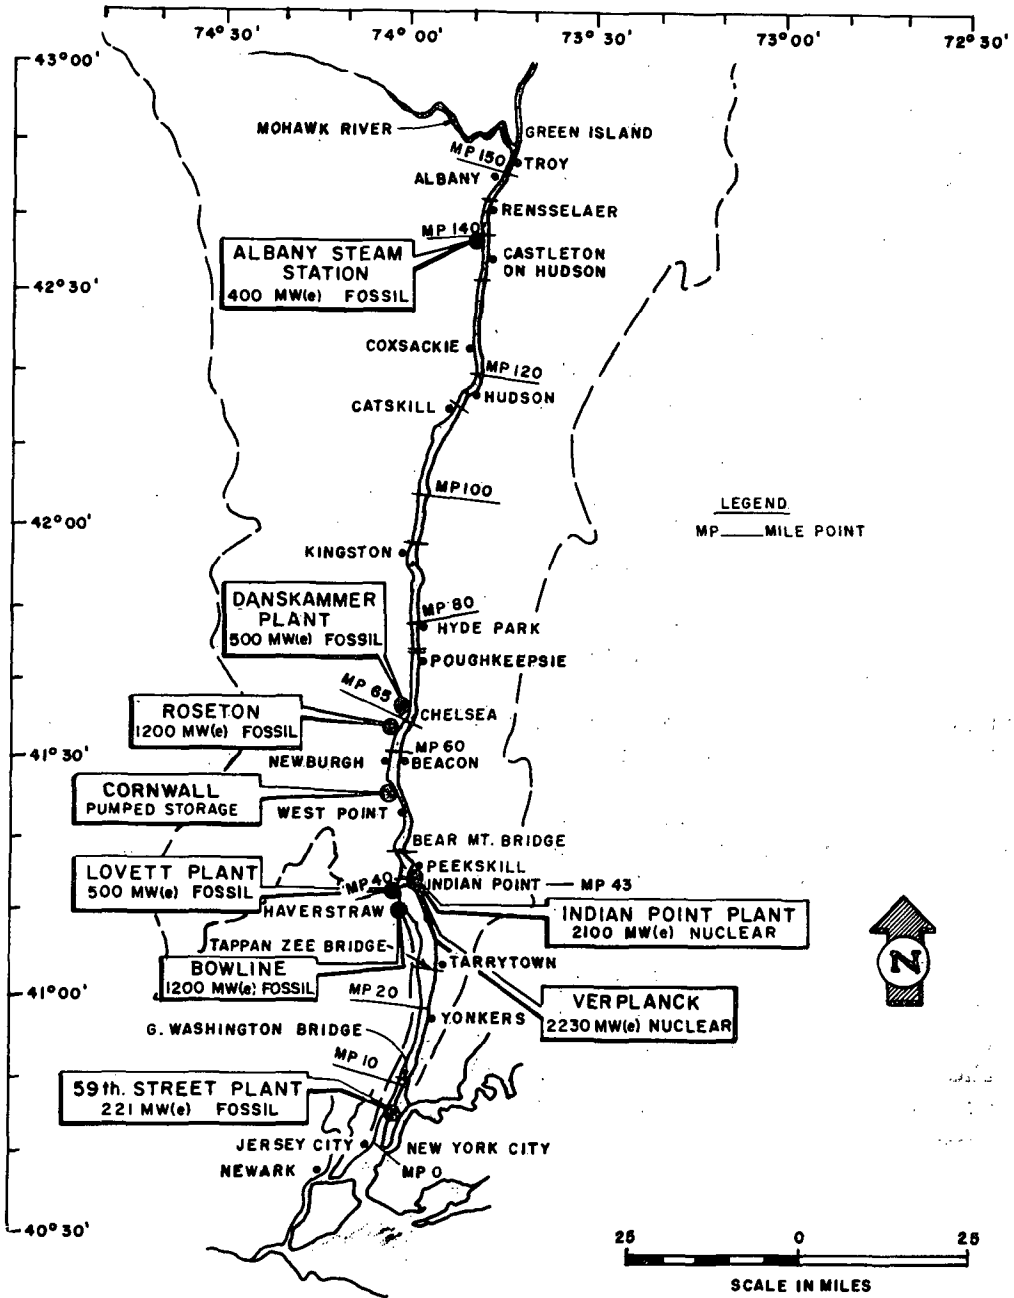 74°30'
74°00'
73°30'
73°00'
72°30'
43°00'
MOHAWK RIVER
GREEN ISLAND
MP 150
TROY
ALBANY
RENSSELAER
MP 140
ALBANY STEAM
STATION
400 MW(e) FOSSIL
CASTLETON
ON HUDSON
42°30'
COXSACKIE
MP 120
HUDSON
CATSKILL
MP 100
LEGEND
MP MILE POINT
42°00'
KINGSTON
DANSKAMMER
PLANT
500 MW(e) FOSSIL
MP 80
HYDE PARK
POUGHKEEPSIE
MP 65
CHELSEA
ROSETON
1200 MW(e) FOSSIL
41°30'
MP 60
NEWBURGH
BEACON
CORNWALL
PUMPED STORAGE
WEST POINT
BEAR MT. BRIDGE
PEEKSKILL
LOVETT PLANT
500 MW(e) FOSSIL
MP 40
INDIAN POINT MP 43
HAVERSTRAW
INDIAN POINT PLANT
2100 MW(e) NUCLEAR
TAPPAN ZEE BRIDGE
N
BOWLINE
1200 MW(e) FOSSIL
TARRYTOWN
41°00'
MP 20
VERPLANCK
2230 MW(e) NUCLEAR
YONKERS
G. WASHINGTON BRIDGE
MP 10
59th. STREET PLANT
221 MW(e) FOSSIL
JERSEY CITY
NEW YORK CITY
NEWARK
MP 0
40°30'
25 0 25
SCALE IN MILES